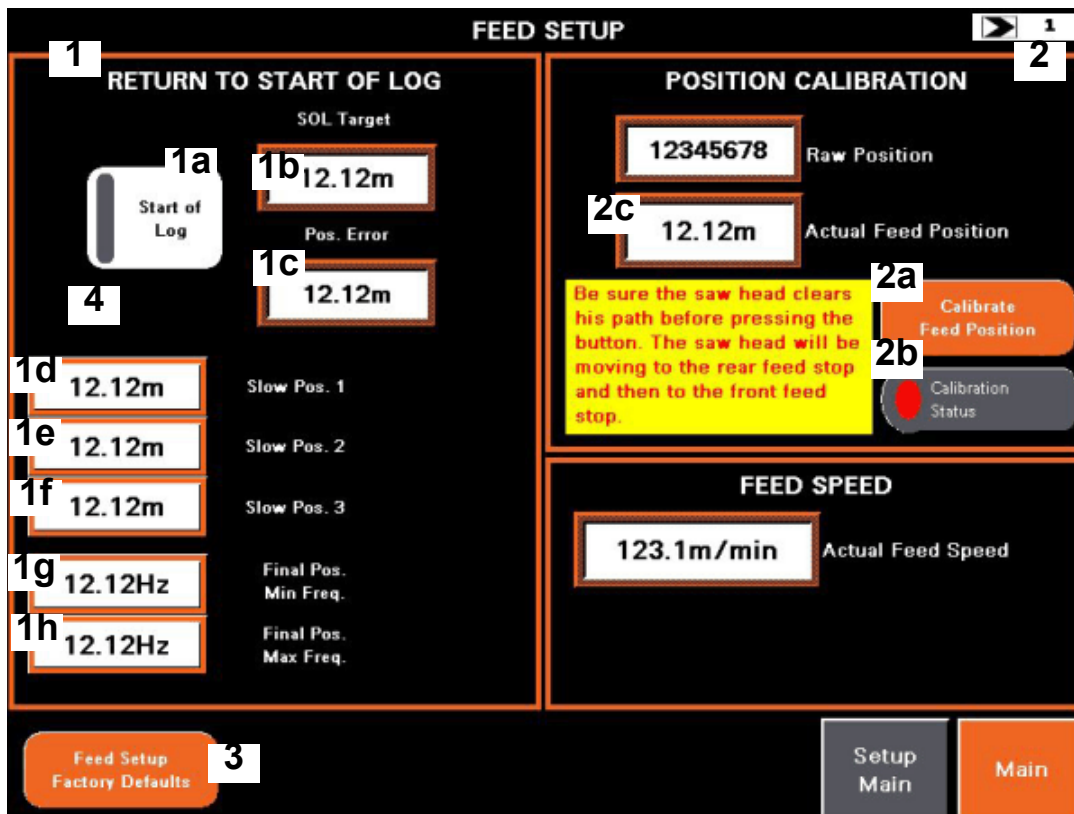 FEED SETUP
1
1
RETURN TO START OF LOG
SOL Target
1a
Start of
Log
1b
12.12m
Pos. Error
1c
12.12m
4
1d
12.12m
Slow Pos. 1
1e
12.12m
Slow Pos. 2
1f
12.12m
Slow Pos. 3
1g
12.12Hz
Final Pos.
Min Freq.
1h
12.12Hz
Final Pos.
Max Freq.
2
POSITION CALIBRATION
12345678
Raw Position
2c
12.12m
Actual Feed Position
Be sure the saw head clears
his path before pressing the
button. The saw head will be
moving to the rear feed stop
and then to the front feed
stop.
2a
Calibrate
Feed Position
2b
Calibration
Status
FEED SPEED
123.1m/min
Actual Feed Speed
Feed Setup
Factory Defaults
3
Setup
Main
Main